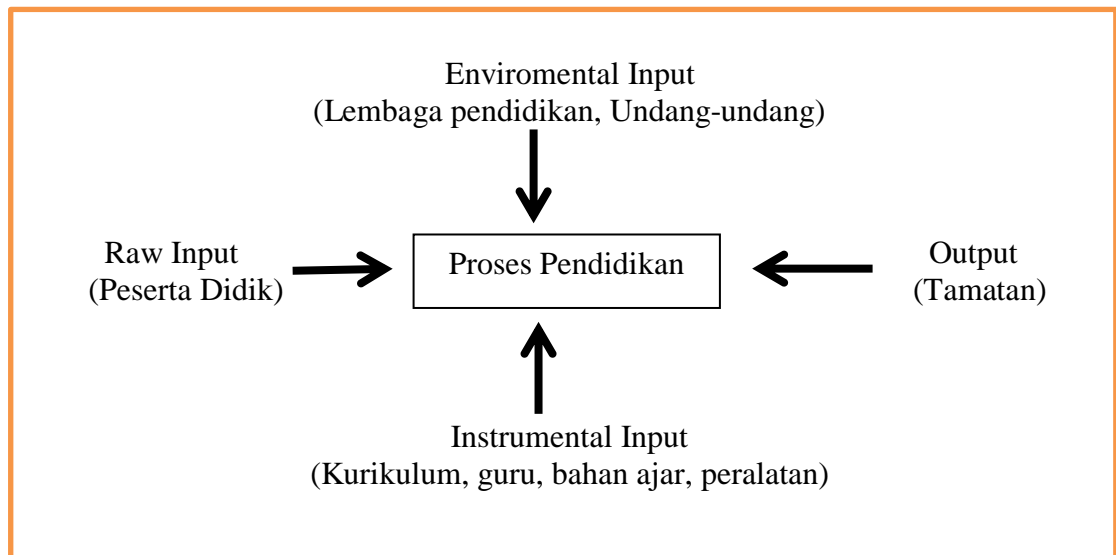 Enviromental Input
(Lembaga pendidikan, Undang-undang)
Raw Input
(Peserta Didik)
Proses Pendidikan
Output
(Tamatan)
Instrumental Input
(Kurikulum, guru, bahan ajar, peralatan)